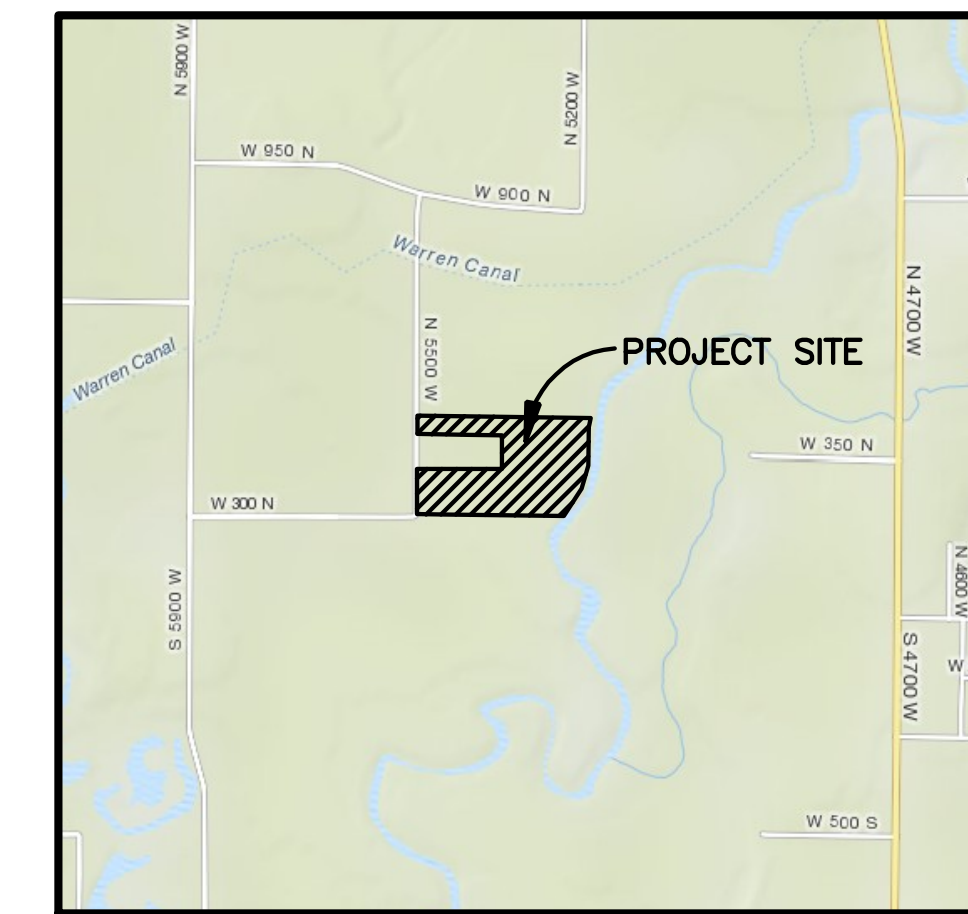 N 5900 W
N 5200 W
W 950 N
W 900 N
Warren Canal
N 4700 W
N 5500 W
PROJECT SITE
Warren Canal
W 350 N
W 300 N
N 4600 W
S 5900 W
S 4700 W
W
W 500 S